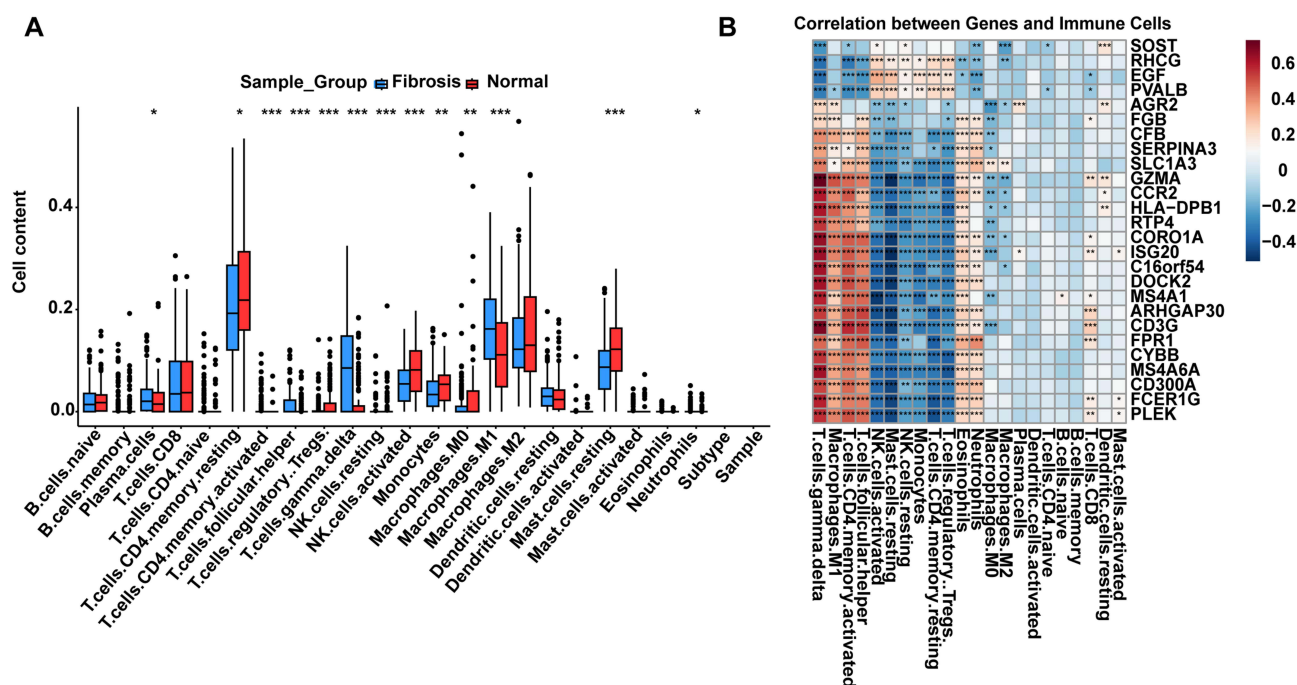 A
Sample_Group Fibrosis Normal
* * *** *** *** *** *** *** ** ** *** *** *
Cell content
0.4
0.2
0.0
B.cells.naive
B.cells.memory
Plasma.cells
T.cells.CD8
T.cells.CD4.naive
T.cells.CD4.memory.resting
T.cells.CD4.memory.activated
T.cells.follicular.helper
T.cells.regulatory..Tregs.
T.cells.gamma.delta
NK.cells.resting
NK.cells.activated
Monocytes
Macrophages.M0
Macrophages.M1
Macrophages.M2
Dendritic.cells.resting
Dendritic.cells.activated
Mast.cells.resting
Mast.cells.activated
Eosinophils
Neutrophils
Subtype
Sample
B
Correlation between Genes and Immune Cells
SOST
RHCG
EGF
PVALB
AGR2
FGB
CFB
SERPINA3
SLC1A3
GZMA
CCR2
HLA−DPB1
RTP4
CORO1A
ISG20
C16orf54
DOCK2
MS4A1
ARHGAP30
CD3G
FPR1
CYBB
MS4A6A
CD300A
FCER1G
PLEK
0.6
0.4
0.2
0
−0.2
−0.4
T.cells.gamma.delta
Macrophages.M1
T.cells.CD4.memory.activated
T.cells.follicular.helper
NK.cells.activated
Mast.cells.resting
NK.cells.resting
Monocytes
T.cells.CD4.memory.resting
T.cells.regulatory..Tregs.
Eosinophils
Neutrophils
Macrophages.M0
Macrophages.M2
Plasma.cells
Dendritic.cells.activated
T.cells.CD4.naive
B.cells.naive
B.cells.memory
T.cells.CD8
Dendritic.cells.resting
Mast.cells.activated